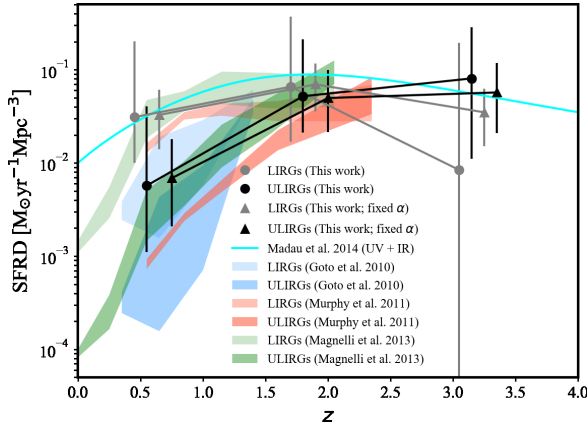 10⁻¹
10⁻²
10⁻³
10⁻⁴
SFRD [M⊙yr⁻¹Mpc⁻³]
LIRGs (This work)
ULIRGs (This work)
LIRGs (This work; fixed α)
ULIRGs (This work; fixed α)
Madau et al. 2014 (UV + IR)
LIRGs (Goto et al. 2010)
ULIRGs (Goto et al. 2010)
LIRGs (Murphy et al. 2011)
ULIRGs (Murphy et al. 2011)
LIRGs (Magnelli et al. 2013)
ULIRGs (Magnelli et al. 2013)
0.0 0.5 1.0 1.5 2.0 2.5 3.0 3.5 4.0
z